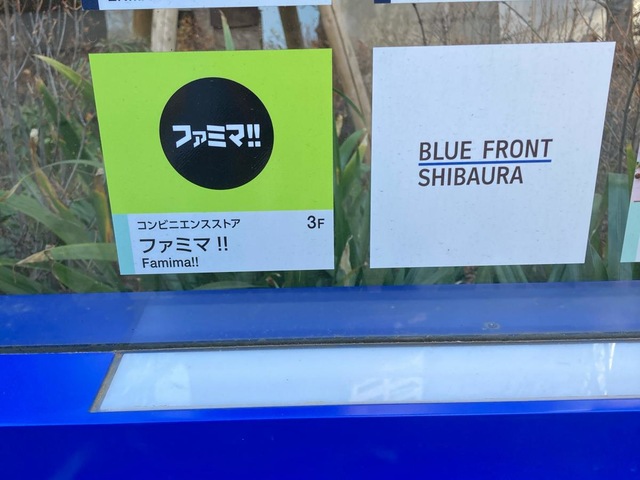 ファミマ!!
コンビニエンスストア 3F
ファミマ !!
Famima!!
BLUE FRONT
SHIBAURA